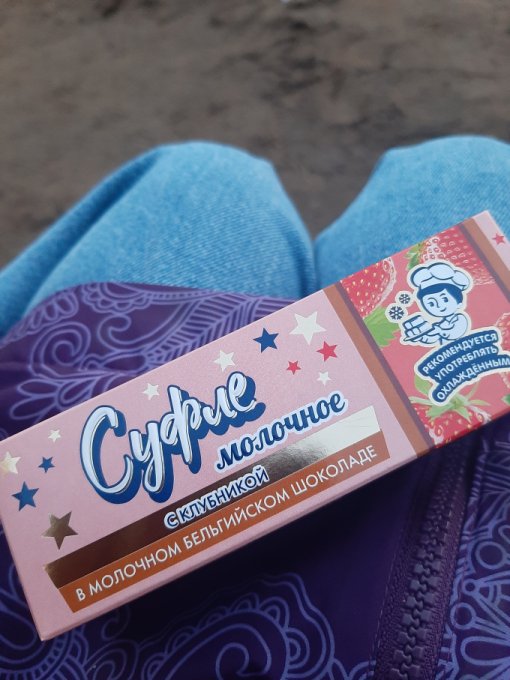 Суфле
молочное
с клубникой
в молочном бельгийском шоколаде
рекомендуется
употреблять
охлаждённым